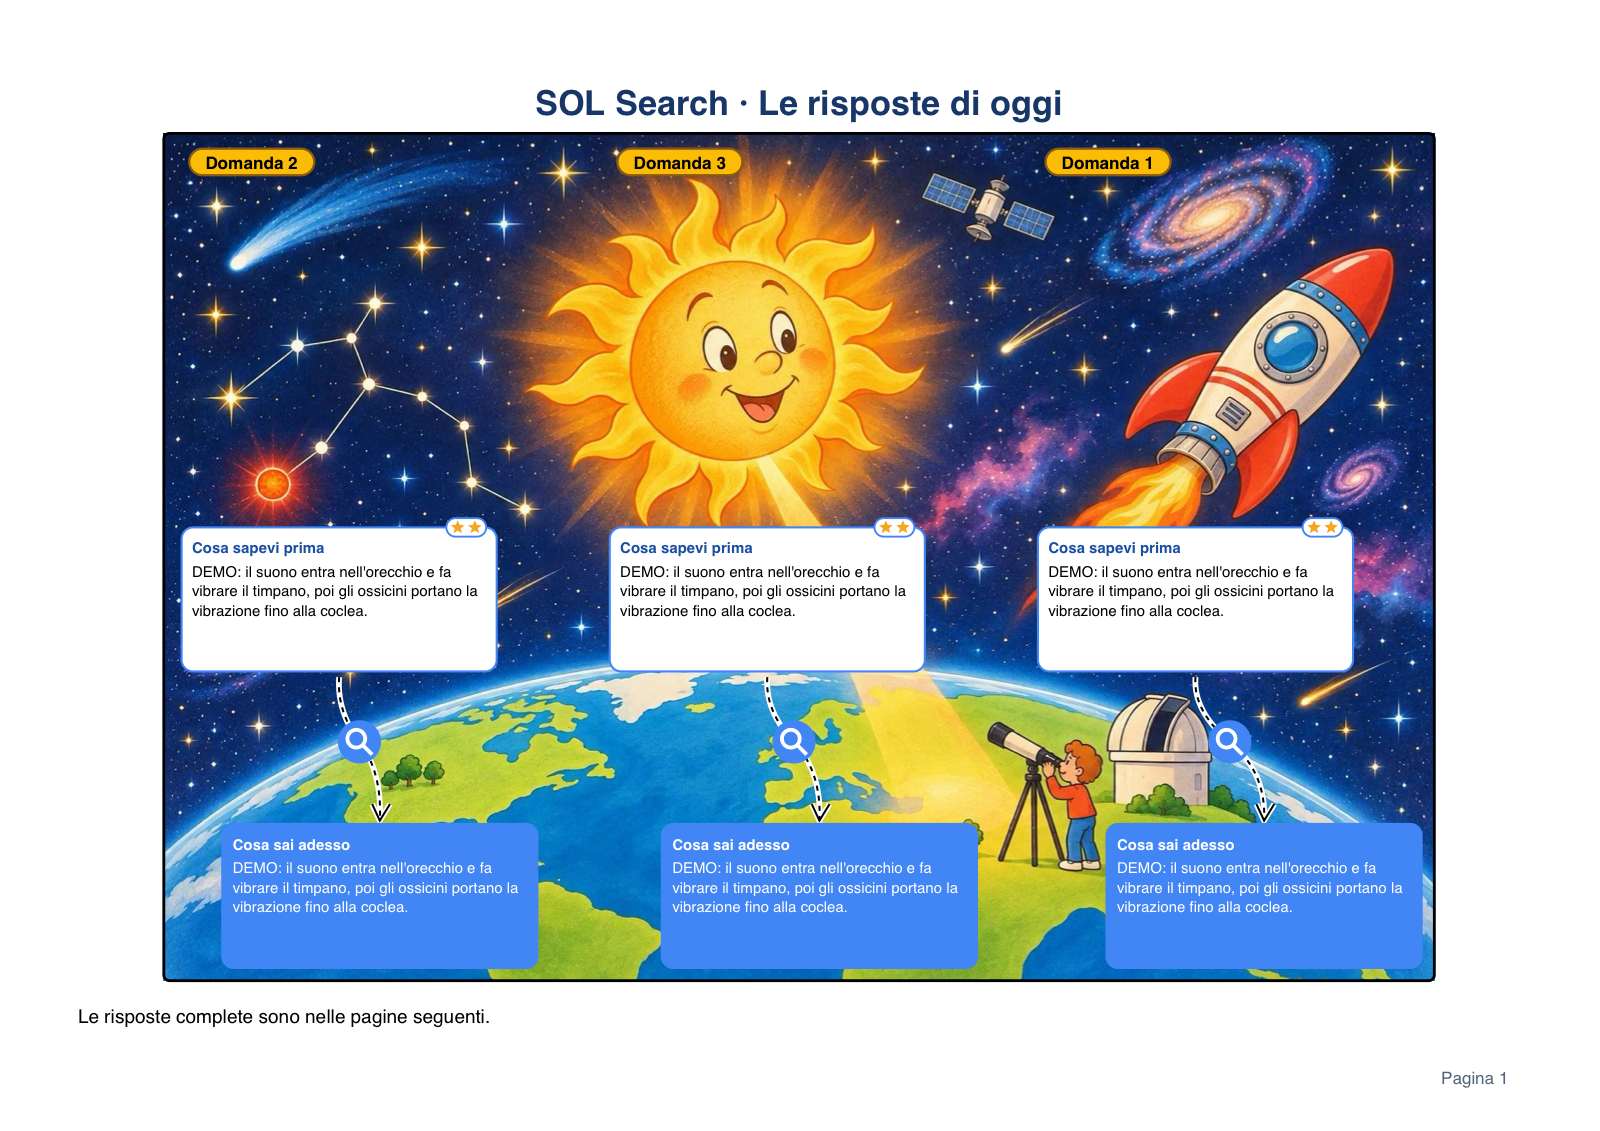 SOL Search · Le risposte di oggi
Domanda 2
Domanda 3
Domanda 1
Cosa sapevi prima
DEMO: il suono entra nell'orecchio e fa
vibrare il timpano, poi gli ossicini portano la
vibrazione fino alla coclea.
Cosa sapevi prima
DEMO: il suono entra nell'orecchio e fa
vibrare il timpano, poi gli ossicini portano la
vibrazione fino alla coclea.
Cosa sapevi prima
DEMO: il suono entra nell'orecchio e fa
vibrare il timpano, poi gli ossicini portano la
vibrazione fino alla coclea.
Cosa sai adesso
DEMO: il suono entra nell'orecchio e fa
vibrare il timpano, poi gli ossicini portano la
vibrazione fino alla coclea.
Cosa sai adesso
DEMO: il suono entra nell'orecchio e fa
vibrare il timpano, poi gli ossicini portano la
vibrazione fino alla coclea.
Cosa sai adesso
DEMO: il suono entra nell'orecchio e fa
vibrare il timpano, poi gli ossicini portano la
vibrazione fino alla coclea.
Le risposte complete sono nelle pagine seguenti.
Pagina 1